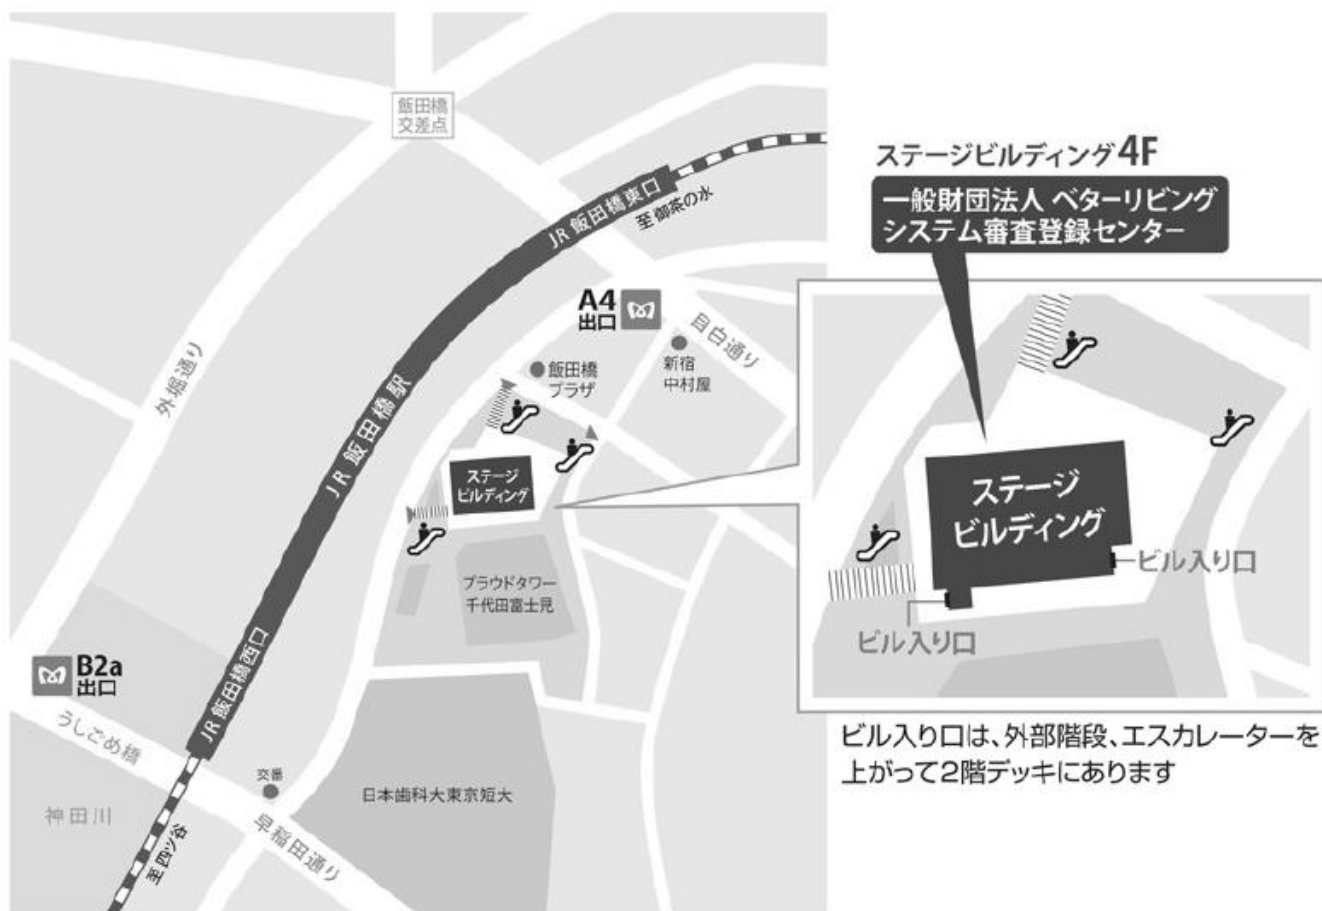 飯田橋
交差点
JR 飯田橋東口
至 御茶の水
A4
出口
目白通り
新宿
中村屋
飯田橋
プラザ
外堀通り
JR 飯田橋駅
ステージ
ビルディング
プラウドタワー
千代田富士見
B2a
出口
JR 飯田橋西口
うしごめ橋
交番
神田川
至 四ツ谷
早稲田通り
日本歯科大東京短大
ステージビルディング 4F
一般財団法人 ベターリビング
システム審査登録センター
ステージ
ビルディング
ビル入り口
ビル入り口
ビル入り口は、外部階段、エスカレーターを
上がって2階デッキにあります